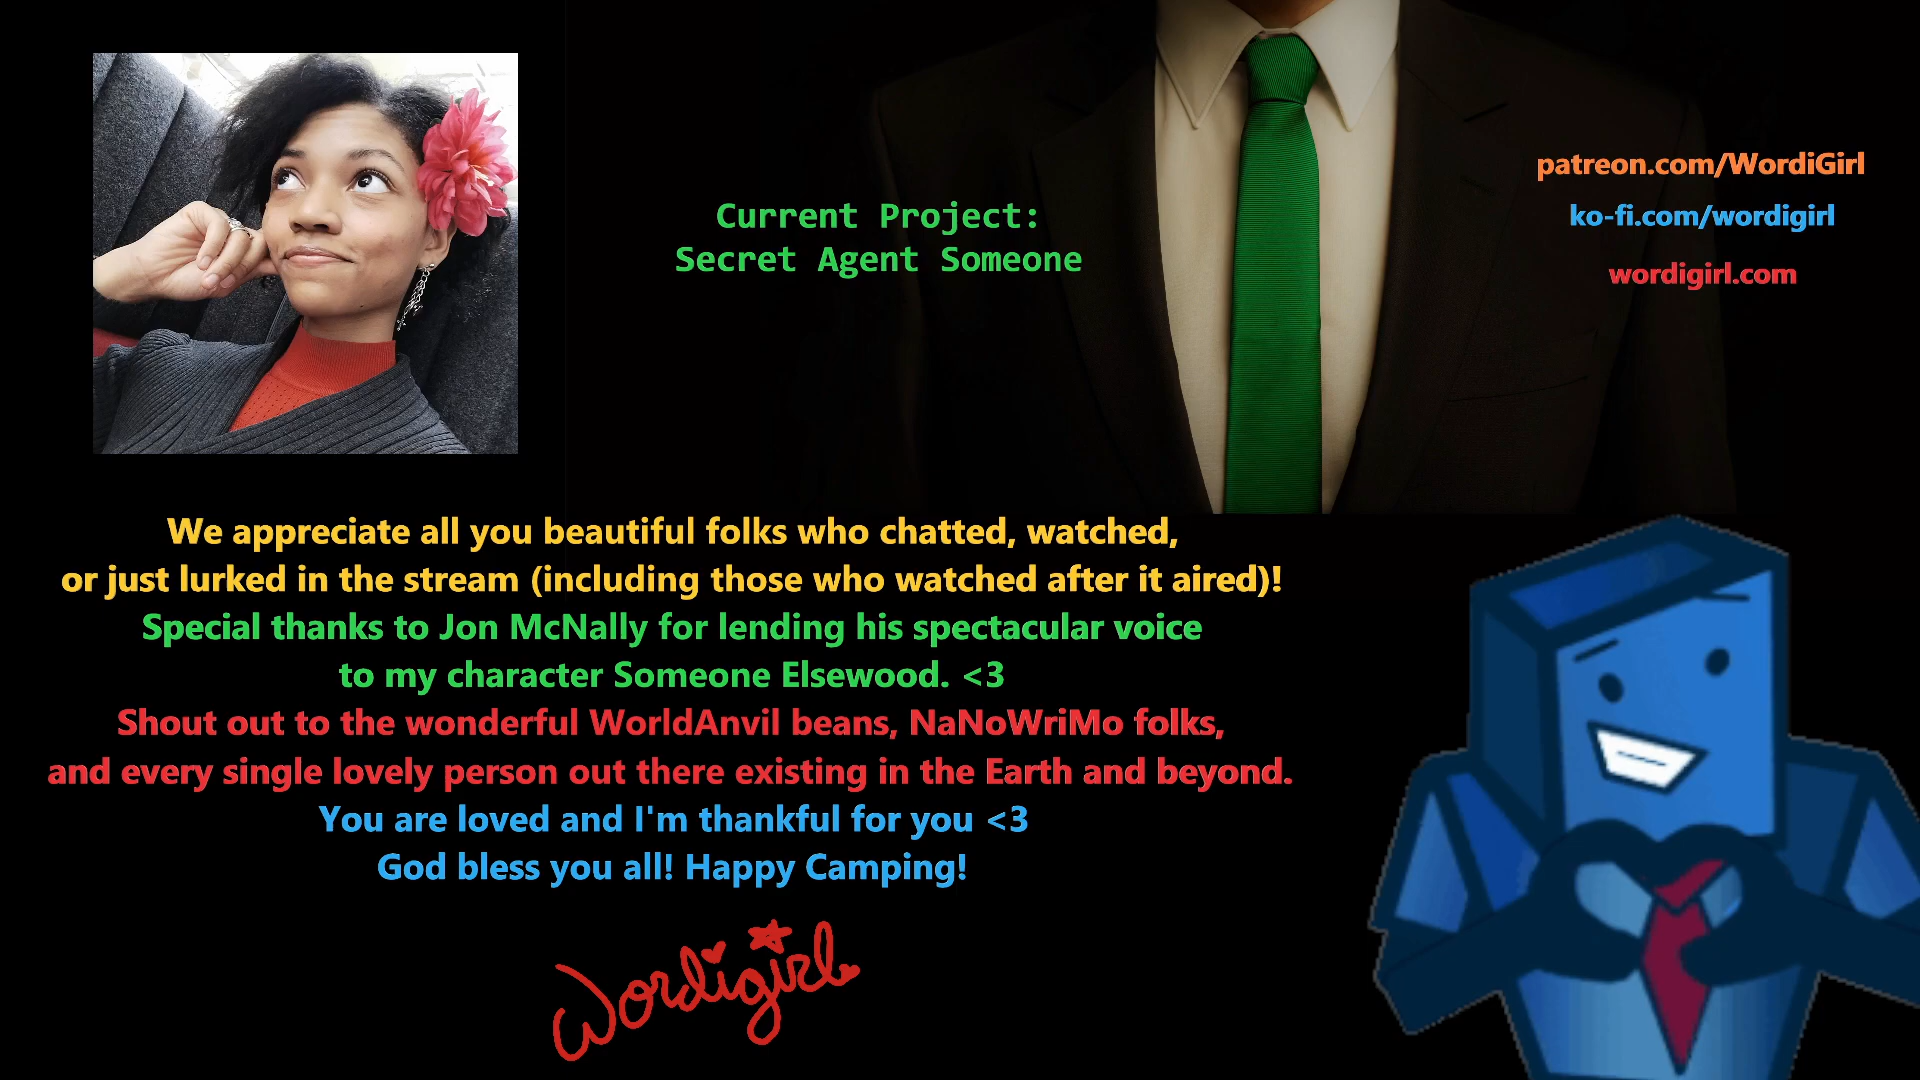 Current Project:
Secret Agent Someone
patreon.com/WordiGirl
ko-fi.com/wordigirl
wordigirl.com
We appreciate all you beautiful folks who chatted, watched,
or just lurked in the stream (including those who watched after it aired)!
Special thanks to Jon McNally for lending his spectacular voice
to my character Someone Elsewood. <3
Shout out to the wonderful WorldAnvil beans, NaNoWriMo folks,
and every single lovely person out there existing in the Earth and beyond.
You are loved and I'm thankful for you <3
God bless you all! Happy Camping!
Wordigirl